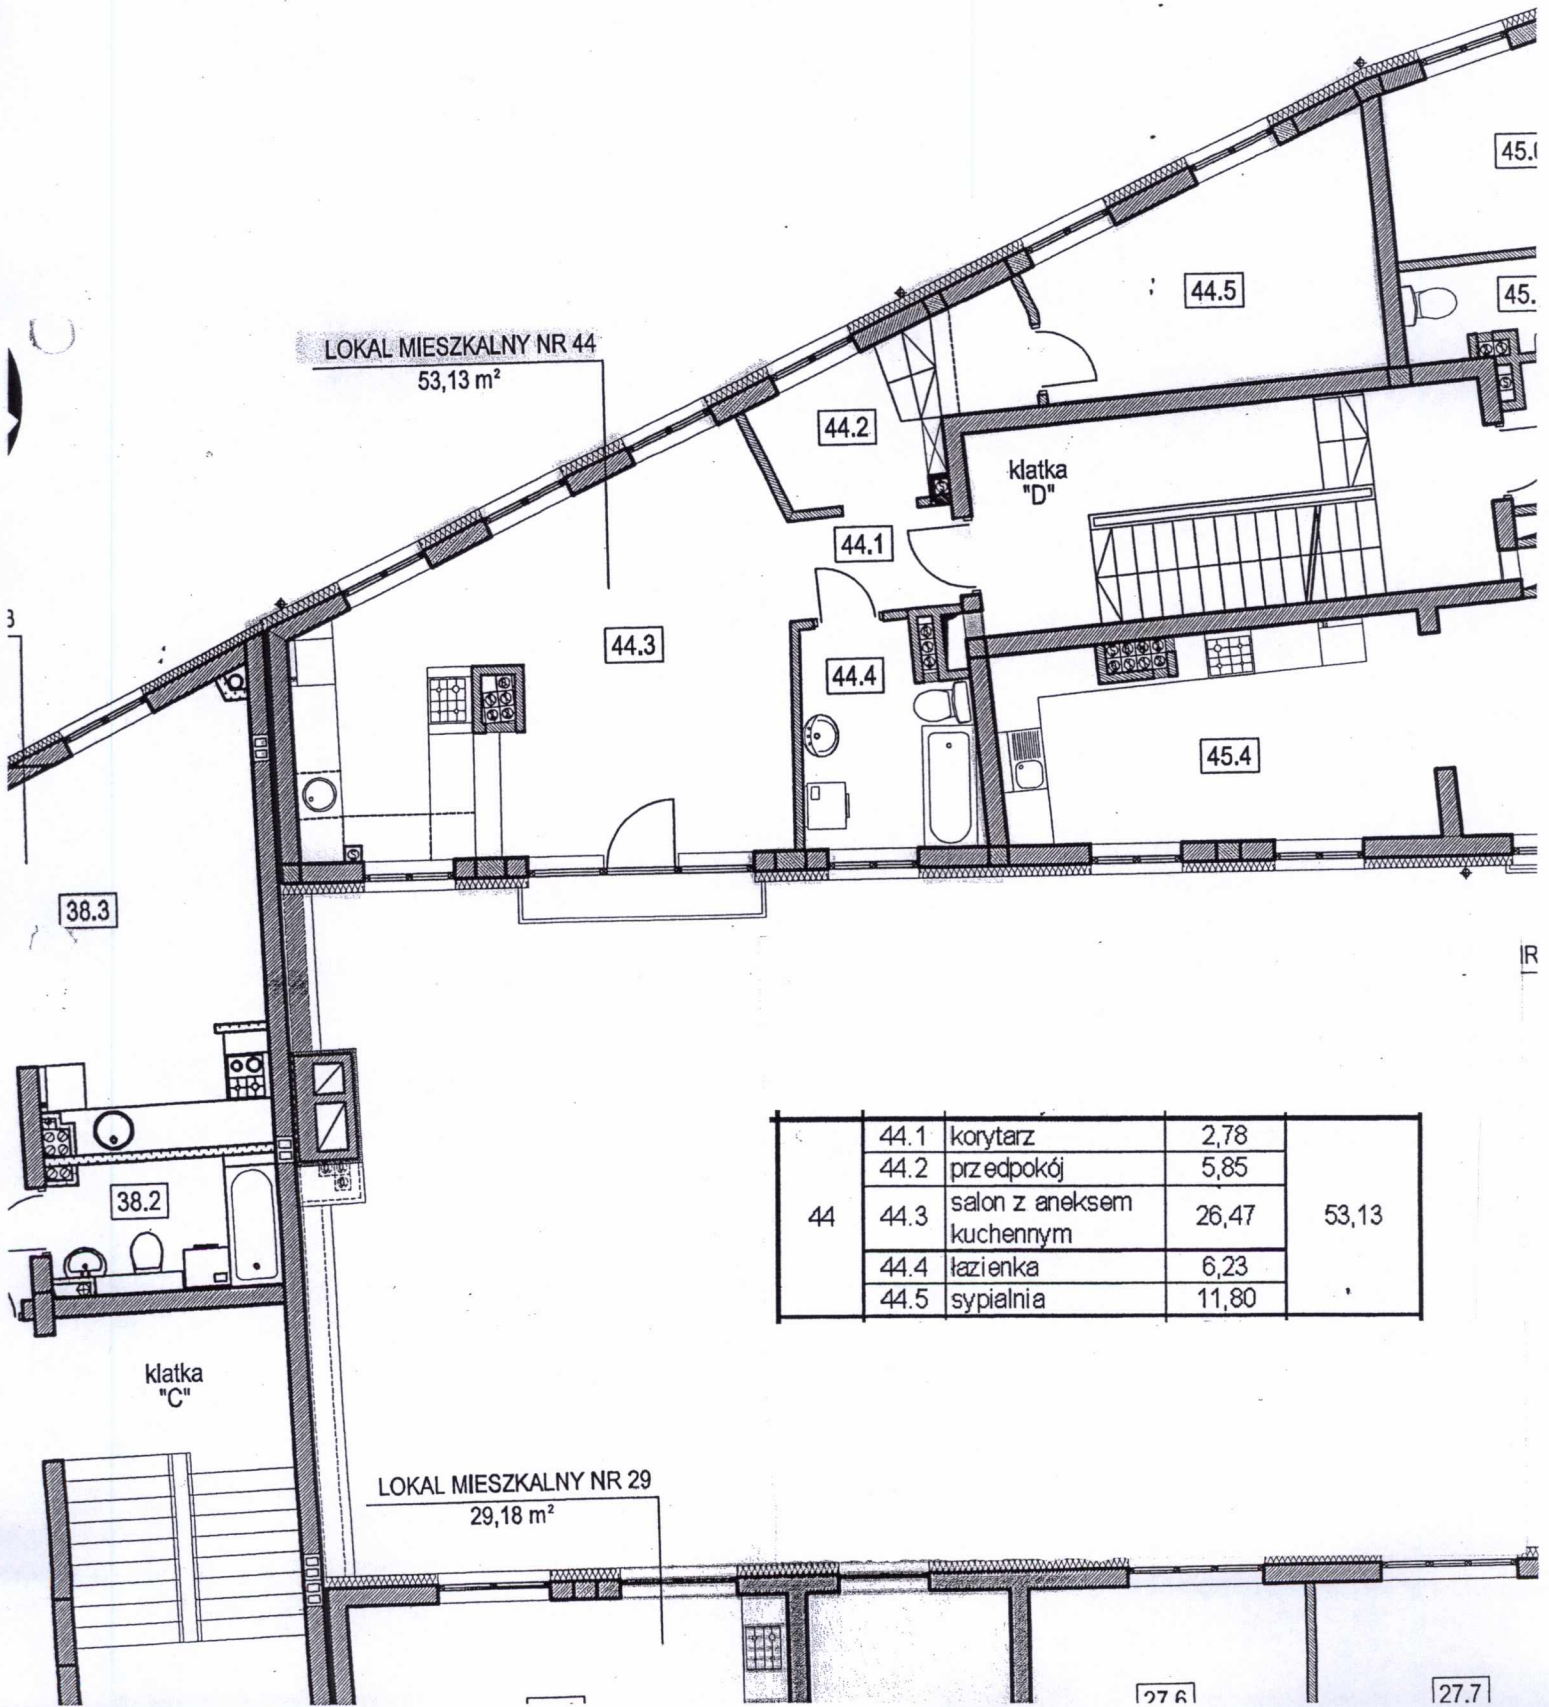 45.
44.5
45.
LOKAL MIESZKALNY NR 44
53,13 m²
44.2
klatka
"D"
44.1
44.3
44.4
45.4
38.3
44
44.1 korytarz 2,78
44.2 przedpokój 5,85
44.3 salon z aneksem
kuchennym 26,47
44.4 łazienka 6,23
44.5 sypialnia 11,80
53,13
38.2
klatka
"C"
LOKAL MIESZKALNY NR 29
29,18 m²
27.6
27.7